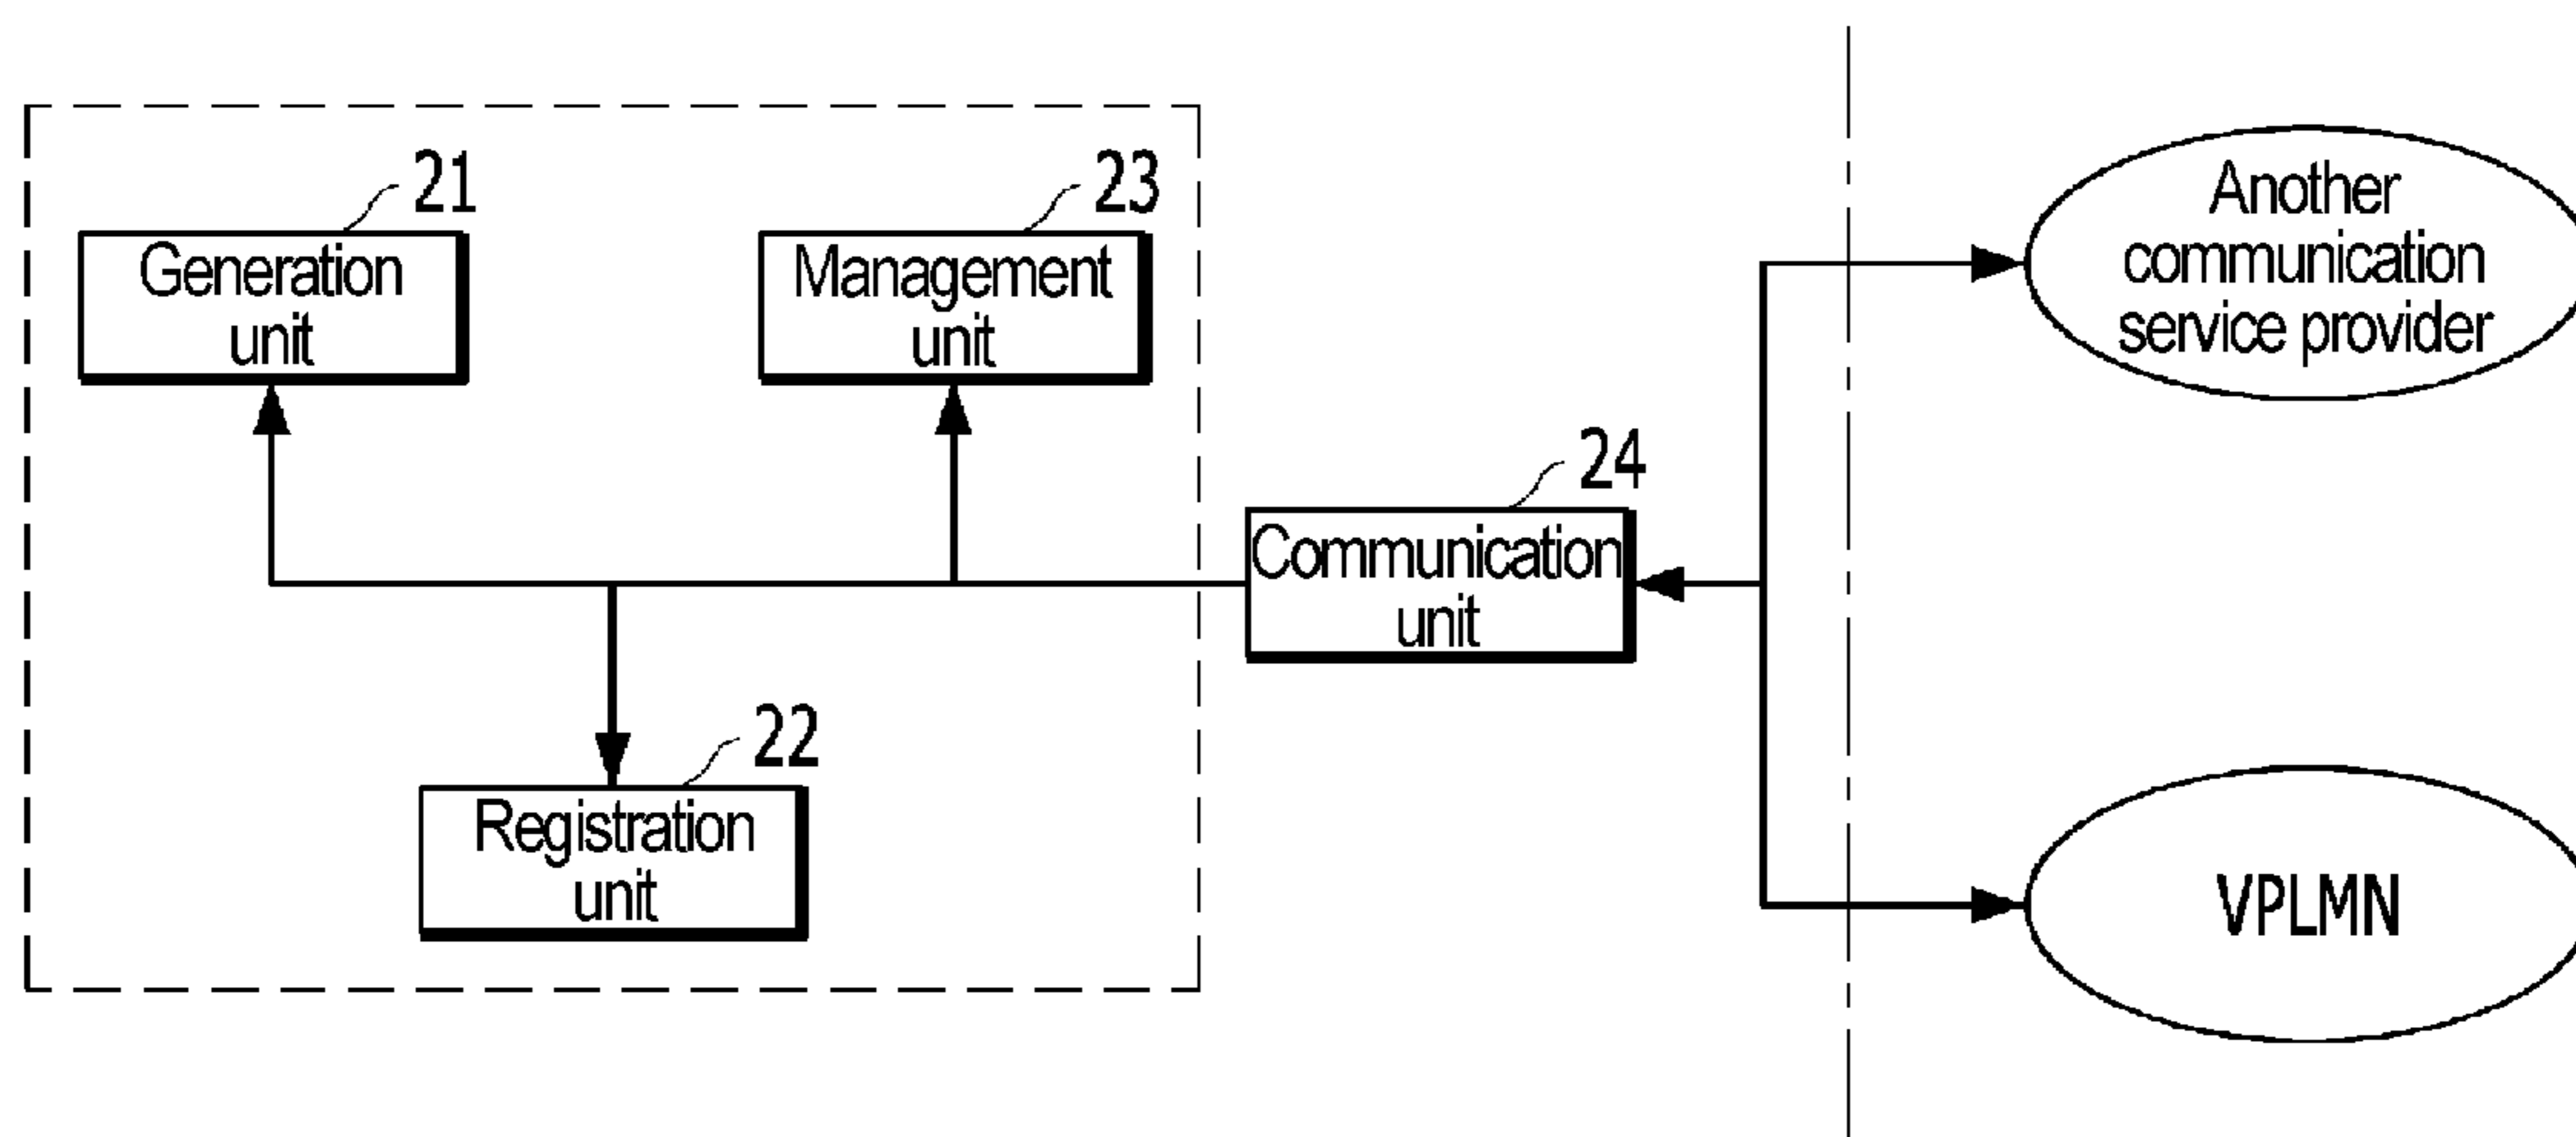 21
Generation
unit
23
Management
unit
24
Communication
unit
22
Registration
unit
Another
communication
service provider
VPLMN